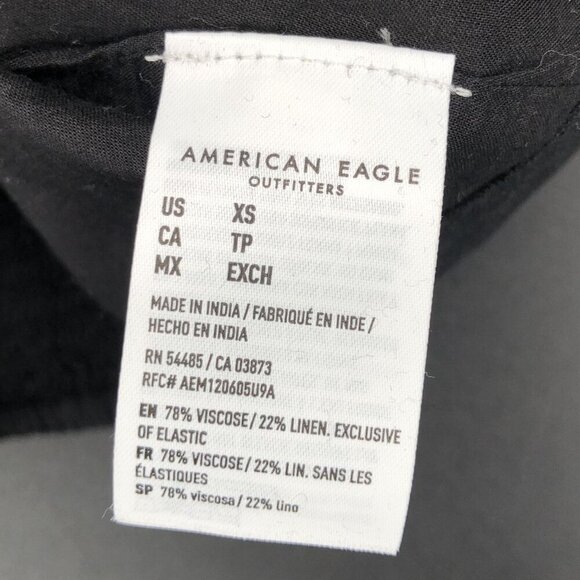 AMERICAN EAGLE
OUTFITTERS
US XS
CA TP
MX EXCH
MADE IN INDIA / FABRIQUÉ EN INDE /
HECHO EN INDIA
RN 54485 / CA 03873
RFC# AEM120605U9A
EN 78% VISCOSE / 22% LINEN. EXCLUSIVE
OF ELASTIC
FR 78% VISCOSE / 22% LIN. SANS LES
ÉLASTIQUES
SP 78% viscosa / 22% lino